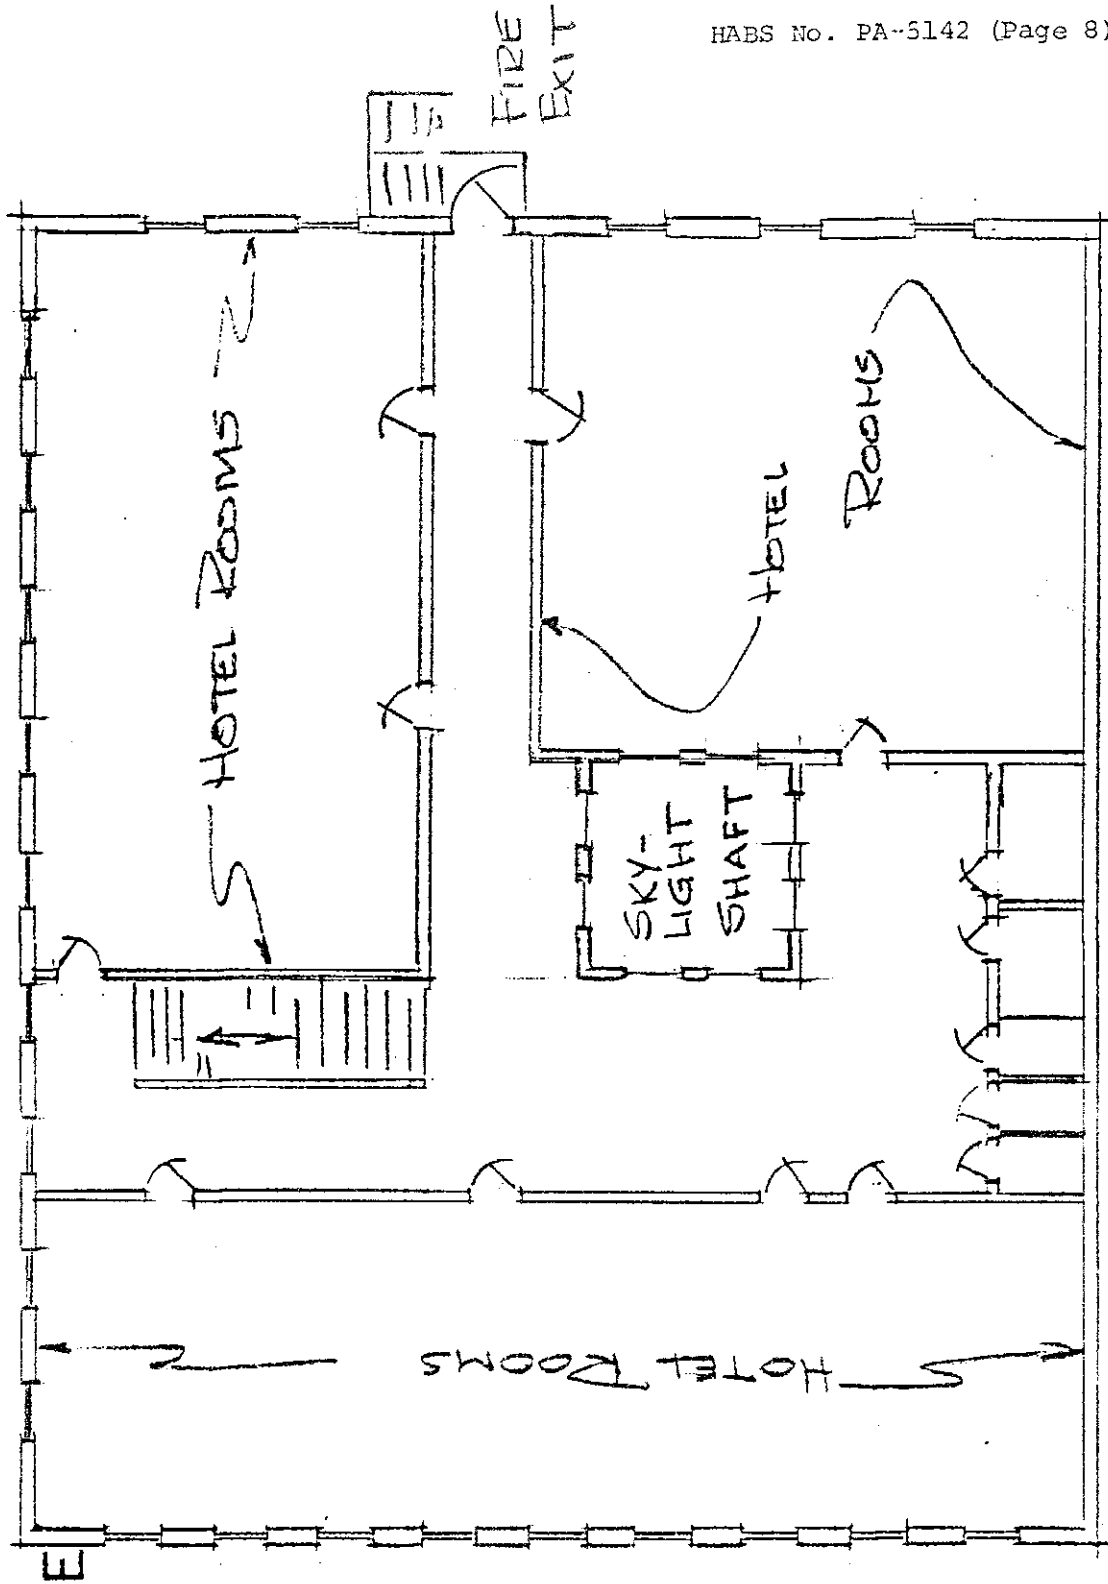 HABS No. PA-5142 (Page 8)
FIRE
EXIT
HOTEL ROOMS
HOTEL
ROOMS
SKY-
LIGHT
SHAFT
HOTEL ROOMS
E